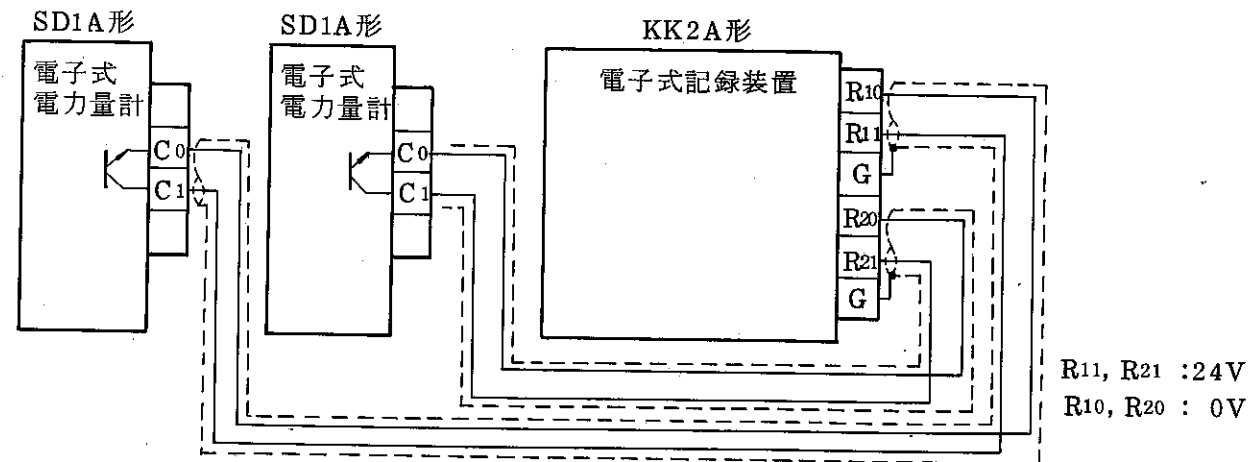 SD1A形
電子式
電力量計
C0
C1
SD1A形
電子式
電力量計
C0
C1
KK2A形
電子式記録装置
R10
R11
G
R20
R21
G
R11, R21 :24V
R10, R20 : 0V